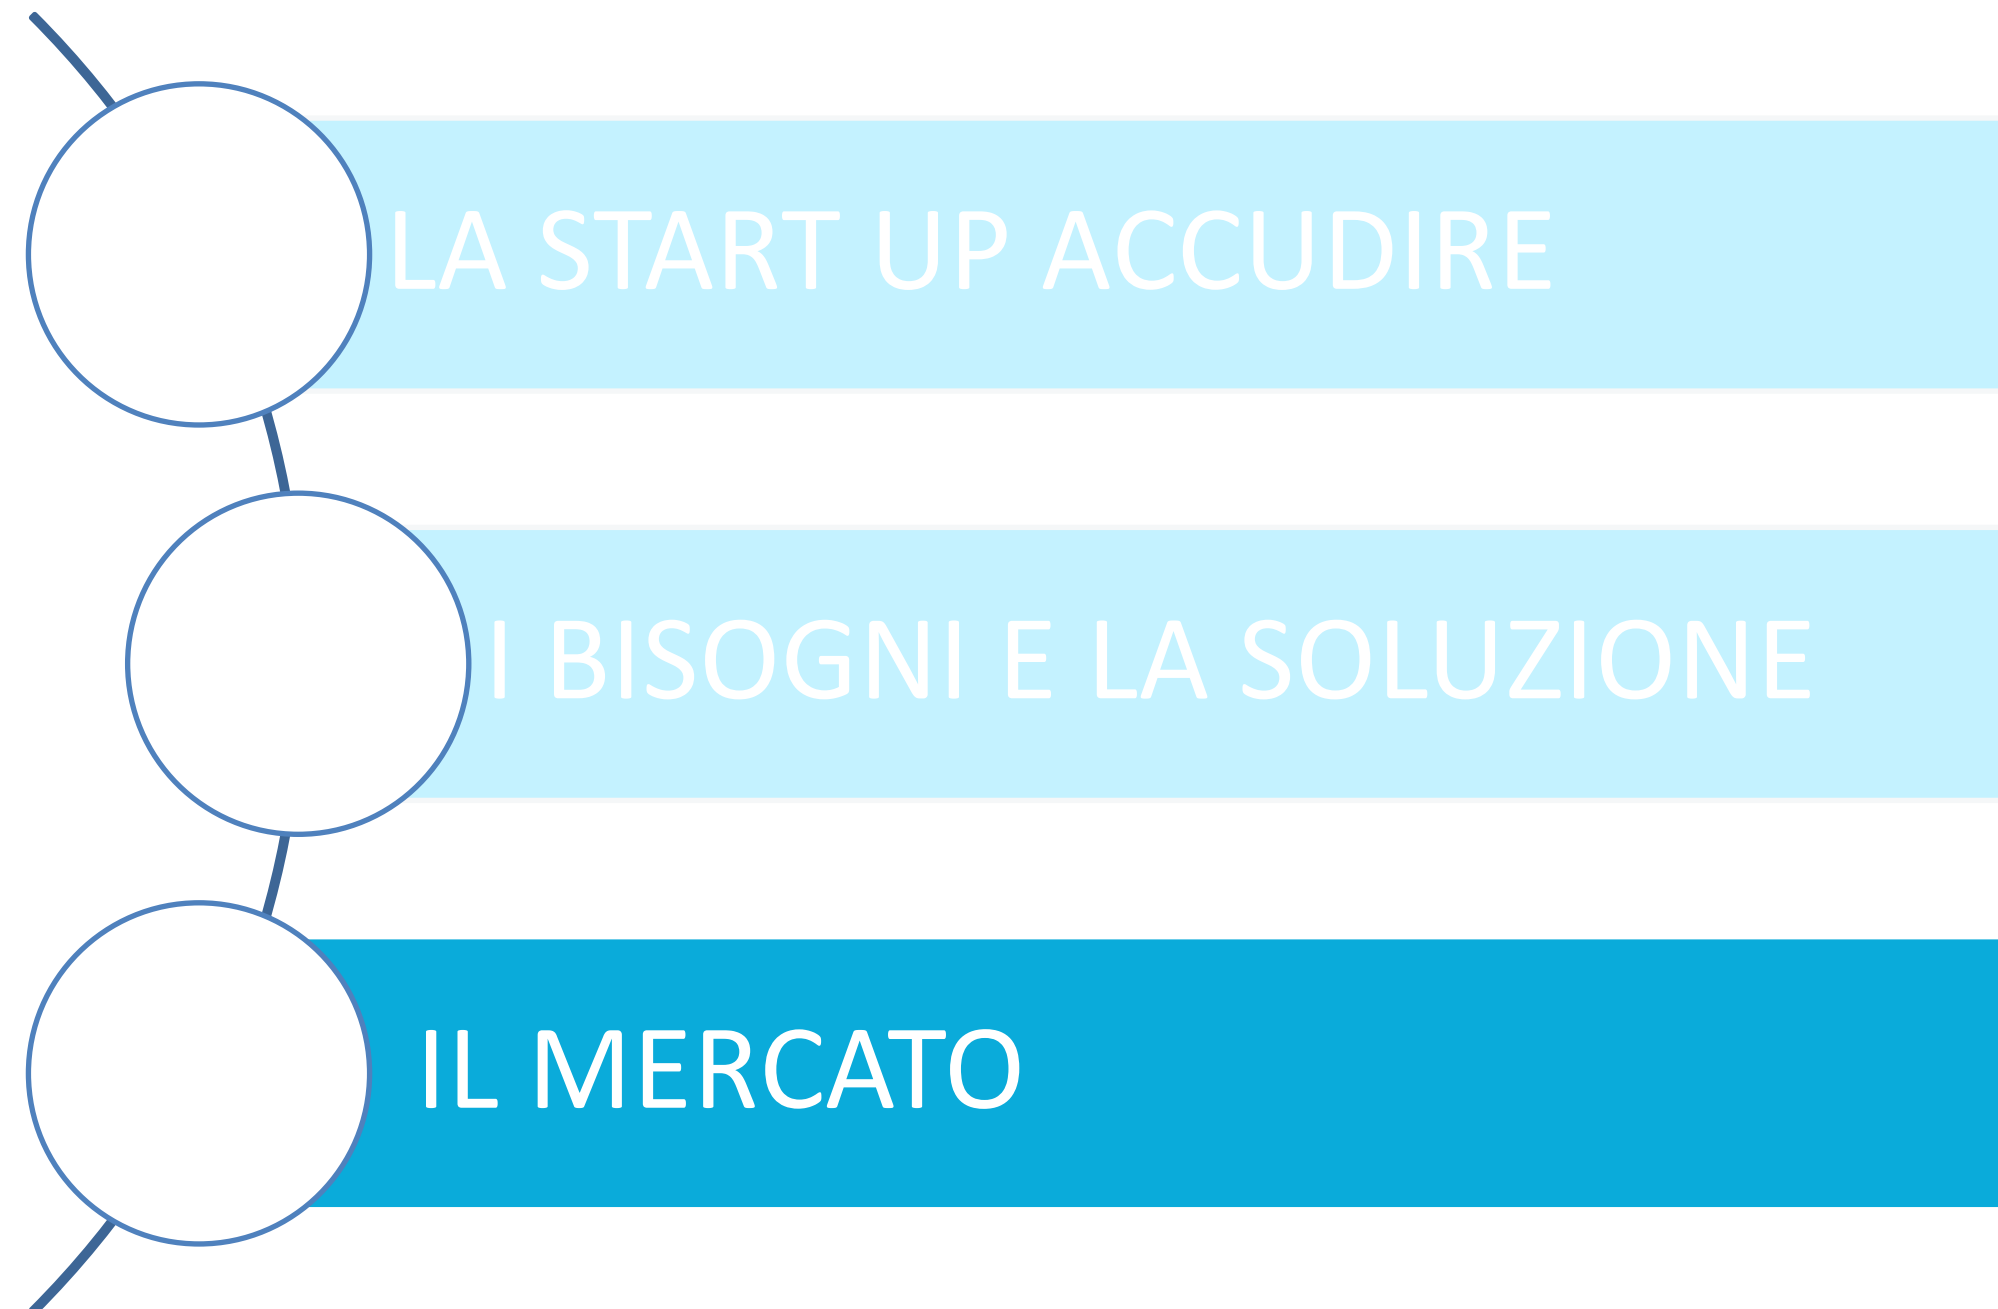 LA START UP ACCUDIRE
I BISOGNI E LA SOLUZIONE
IL MERCATO